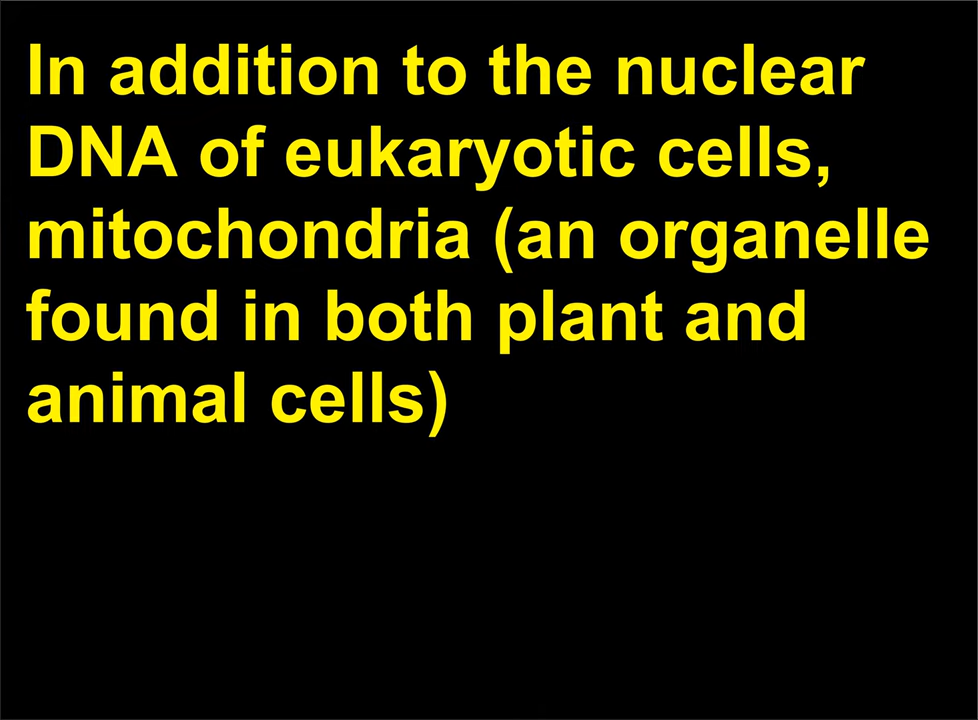 In addition to the nuclear
DNA of eukaryotic cells,
mitochondria (an organelle
found in both plant and
animal cells)